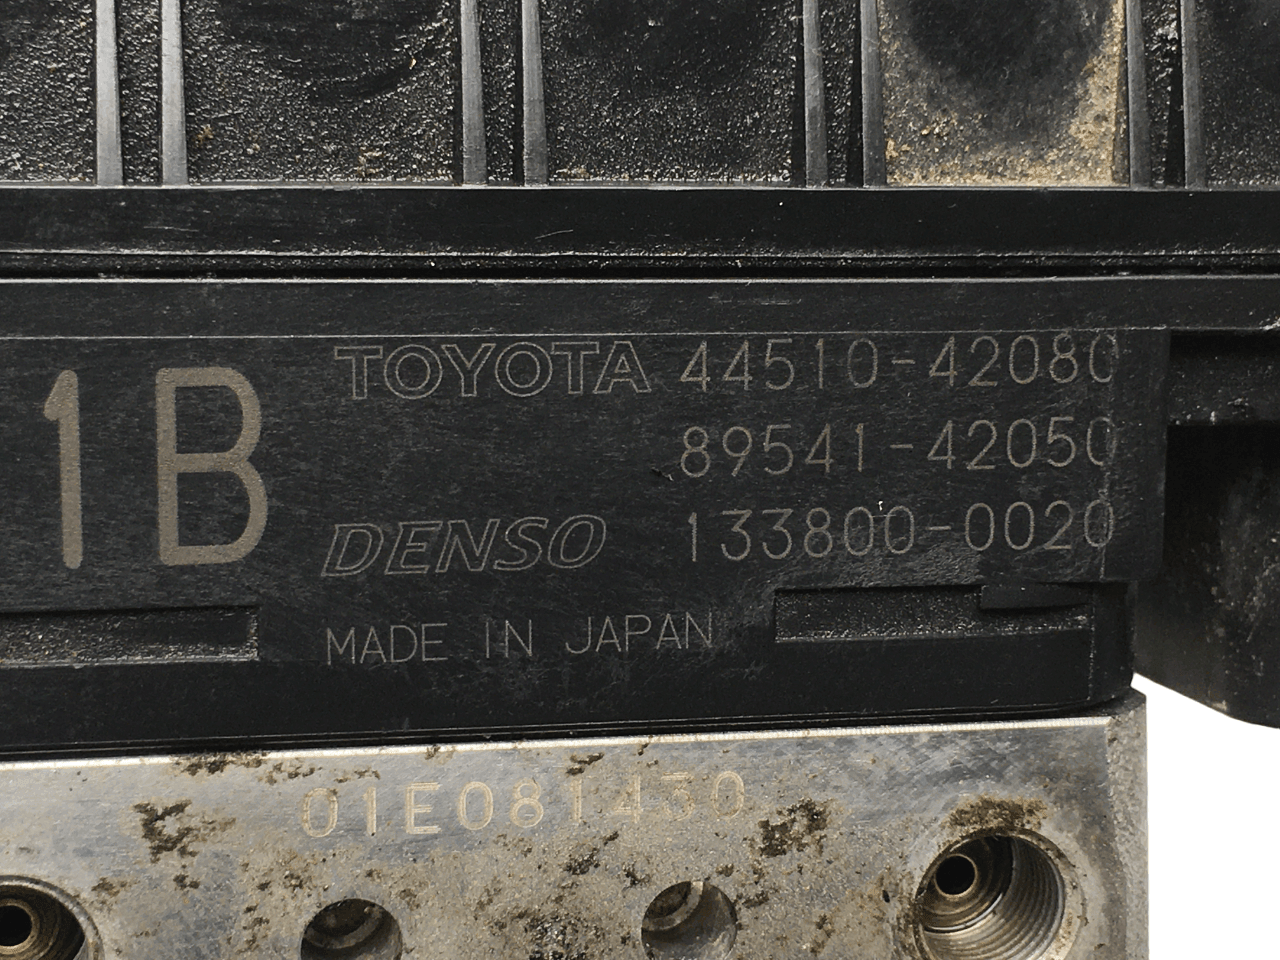 1B
TOYOTA 44510-42080
89541-42050
DENSO 133800-0020
MADE IN JAPAN
01E081430